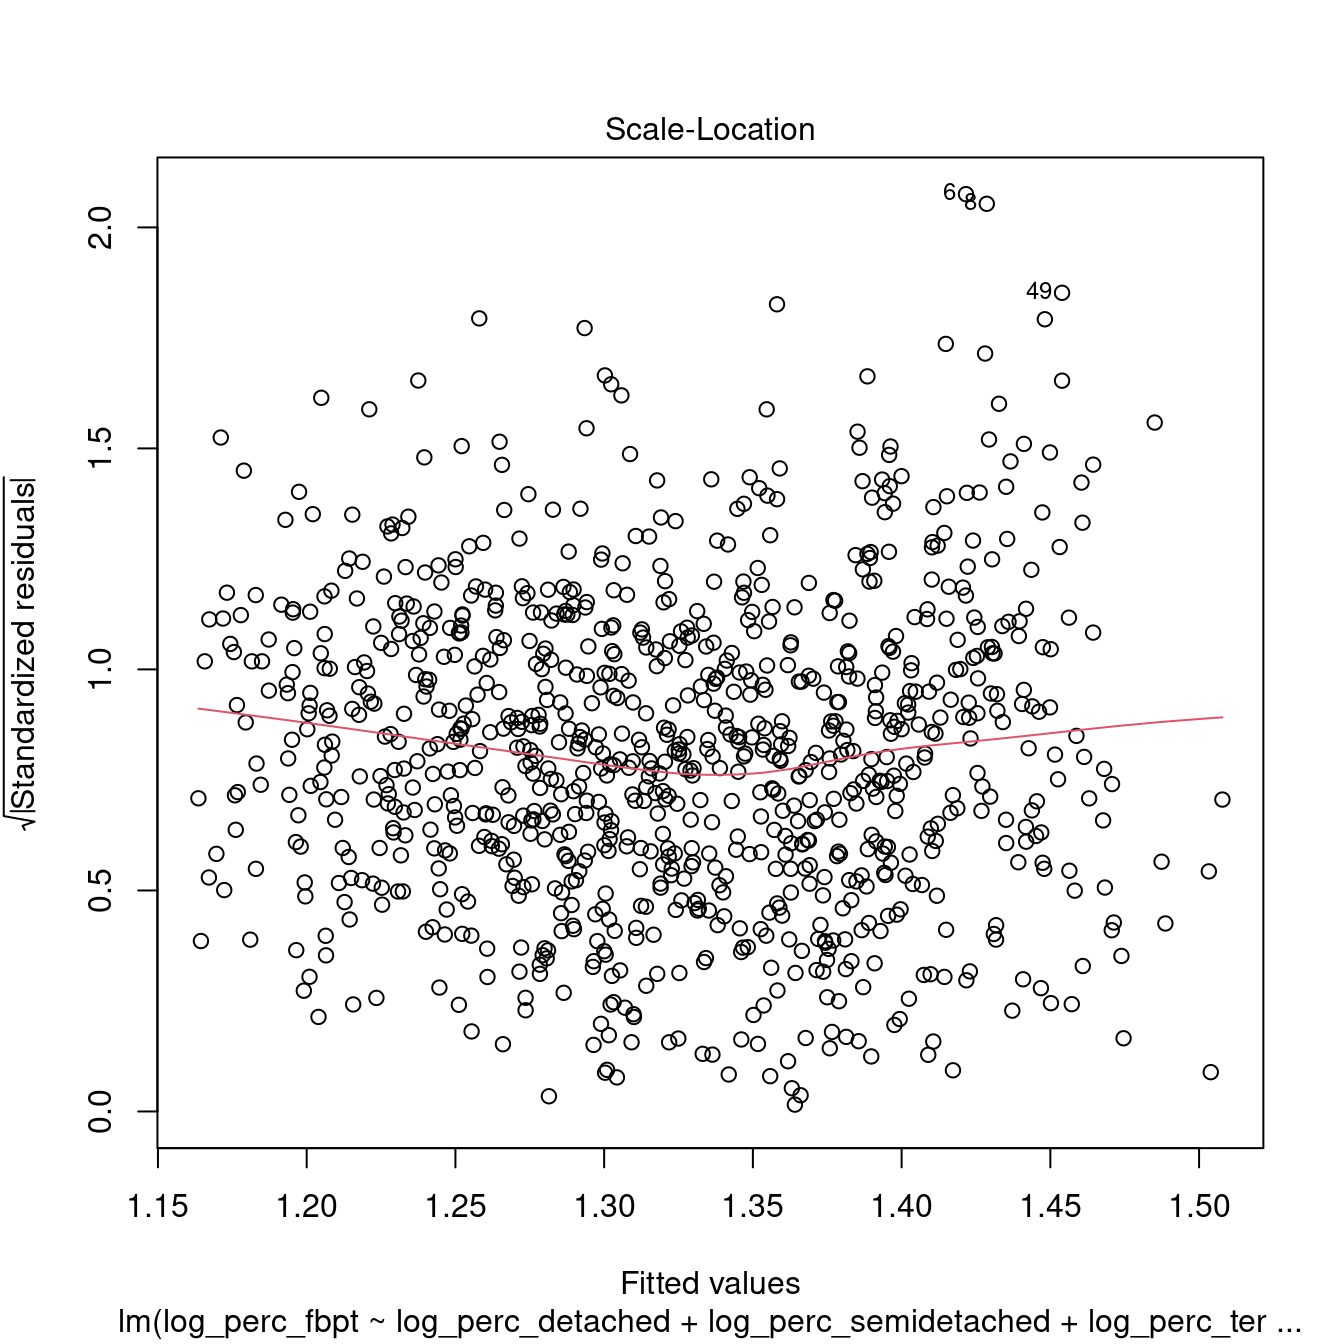 Scale-Location
√|Standardized residuals|
2.0
1.5
1.0
0.5
0.0
6
8
49
1.15 1.20 1.25 1.30 1.35 1.40 1.45 1.50
Fitted values
lm(log_perc_fbpt ~ log_perc_detached + log_perc_semidetached + log_perc_ter ...